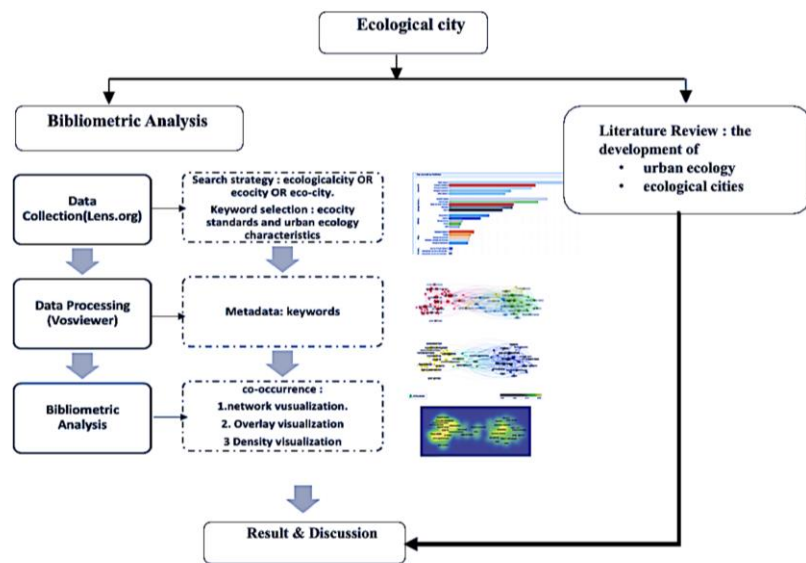 Ecological city
Bibliometric Analysis
Literature Review : the
development of
• urban ecology
• ecological cities
Data
Collection(Lens.org)
Search strategy : ecologicalcity OR
ecocity OR eco-city.
Keyword selection : ecocity
standards and urban ecology
characteristics
Data Processing
(Vosviewer)
Metadata: keywords
Bibliometric
Analysis
co-occurrence :
1.network vusualization.
2. Overlay visualization
3 Density visualization
Result & Discussion